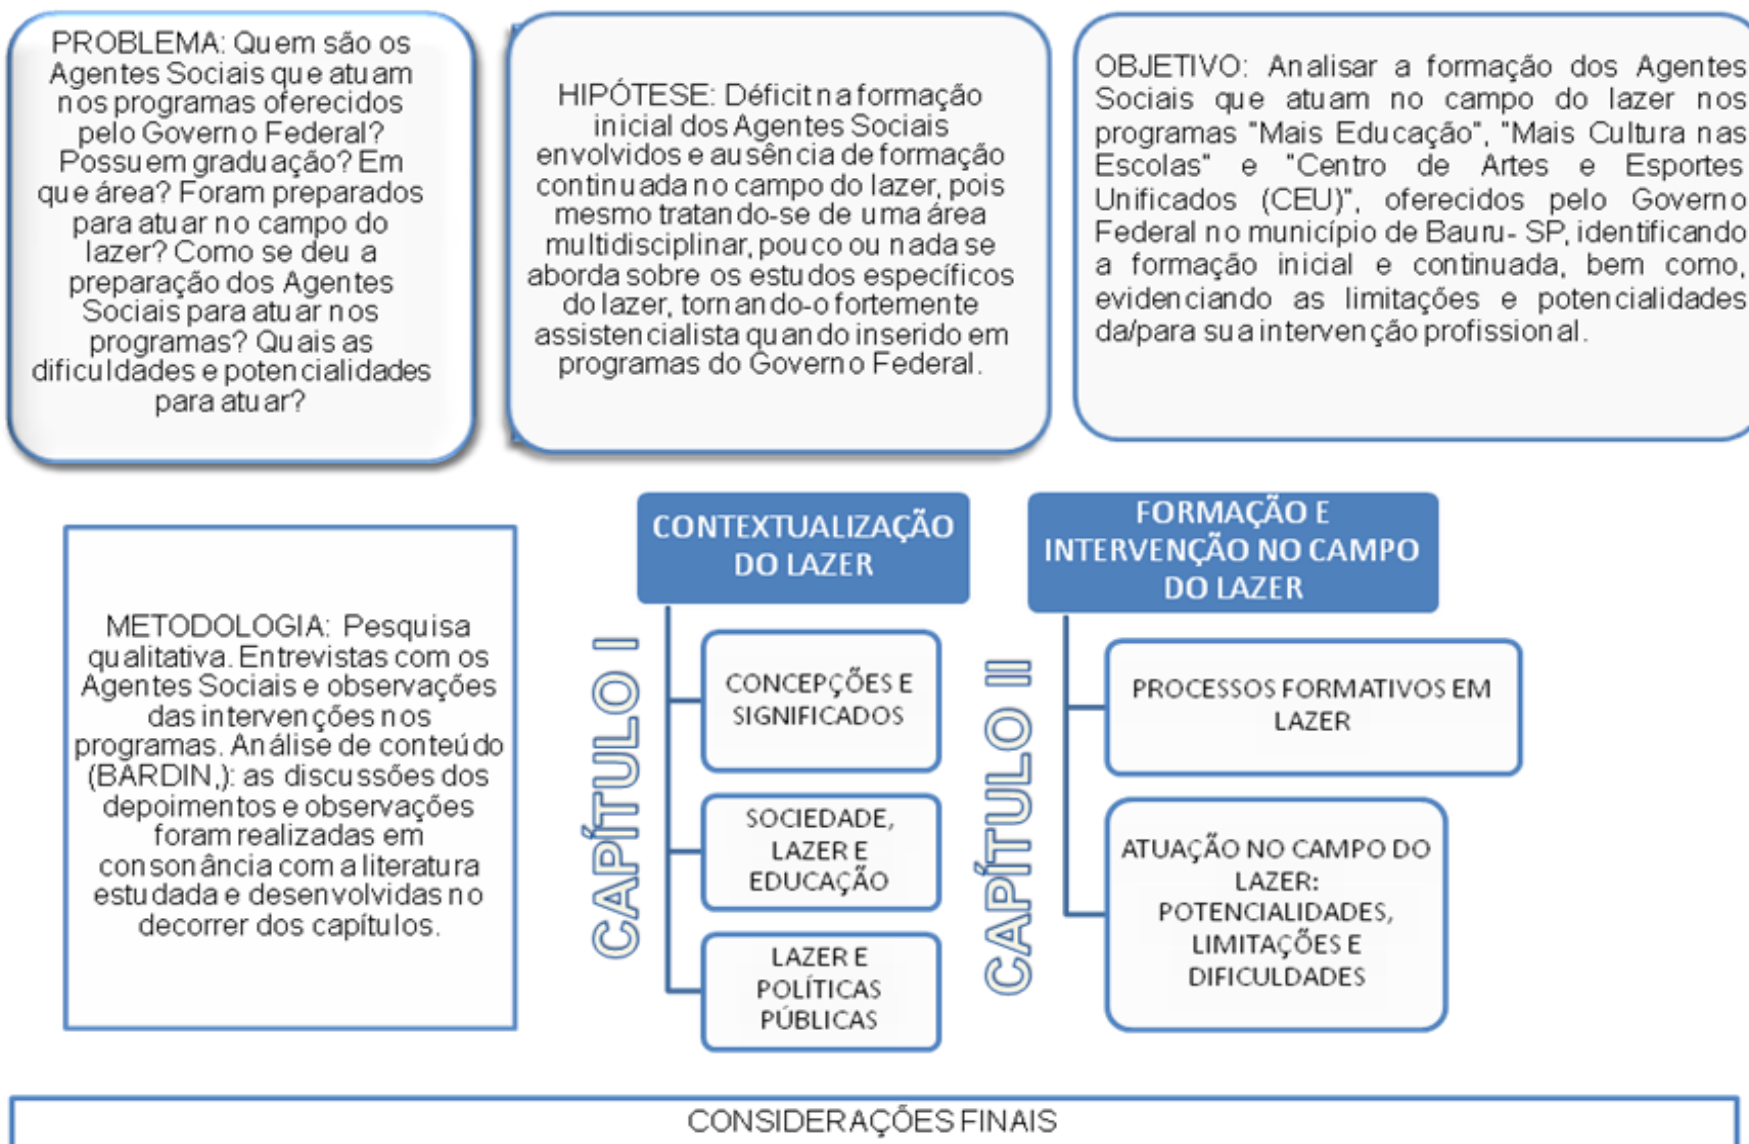 PROBLEMA: Quem são os
Agentes Sociais que atuam
nos programas oferecidos
pelo Governo Federal?
Possuem graduação? Em
que área? Foram preparados
para atuar no campo do
lazer? Como se deu a
preparação dos Agentes
Sociais para atuar nos
programas? Quais as
dificuldades e potencialidades
para atuar?
HIPÓTESE: Déficit na formação
inicial dos Agentes Sociais
envolvidos e ausência de formação
continuada no campo do lazer, pois
mesmo tratando-se de uma área
multidisciplinar, pouco ou nada se
aborda sobre os estudos específicos
do lazer, tornando-o fortemente
assistencialista quando inserido em
programas do Governo Federal.
OBJETIVO: Analisar a formação dos Agentes
Sociais que atuam no campo do lazer nos
programas "Mais Educação", "Mais Cultura nas
Escolas" e "Centro de Artes e Esportes
Unificados (CEU)", oferecidos pelo Governo
Federal no município de Bauru- SP, identificando
a formação inicial e continuada, bem como,
evidenciando as limitações e potencialidades
da/para sua intervenção profissional.
METODOLOGIA: Pesquisa
qualitativa. Entrevistas com os
Agentes Sociais e observações
das intervenções nos
programas. Análise de conteúdo
(BARDIN,): as discussões dos
depoimentos e observações
foram realizadas em
consonância com a literatura
estudada e desenvolvidas no
decorrer dos capítulos.
CAPÍTULO I
CONTEXTUALIZAÇÃO
DO LAZER
CONCEPÇÕES E
SIGNIFICADOS
SOCIEDADE,
LAZER E
EDUCAÇÃO
LAZER E
POLÍTICAS
PÚBLICAS
CAPÍTULO II
FORMAÇÃO E
INTERVENÇÃO NO CAMPO
DO LAZER
PROCESSOS FORMATIVOS EM
LAZER
ATUAÇÃO NO CAMPO DO
LAZER:
POTENCIALIDADES,
LIMITAÇÕES E
DIFICULDADES
CONSIDERAÇÕES FINAIS